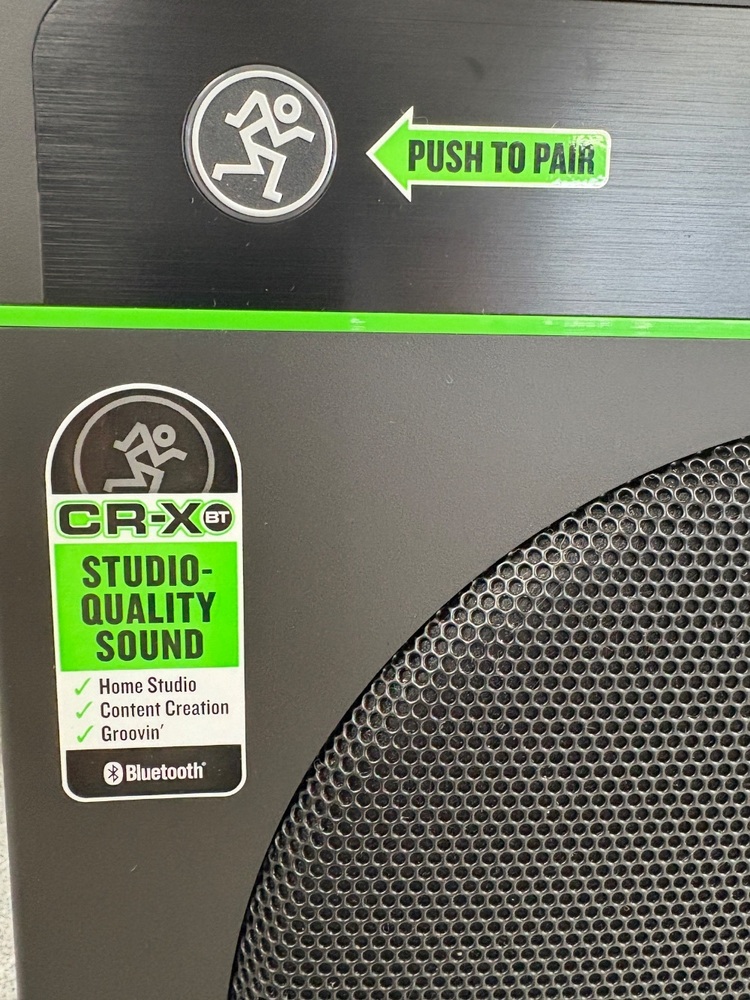 PUSH TO PAIR
CR-X BT
STUDIO-
QUALITY
SOUND
✓ Home Studio
✓ Content Creation
✓ Groovin'
Bluetooth®